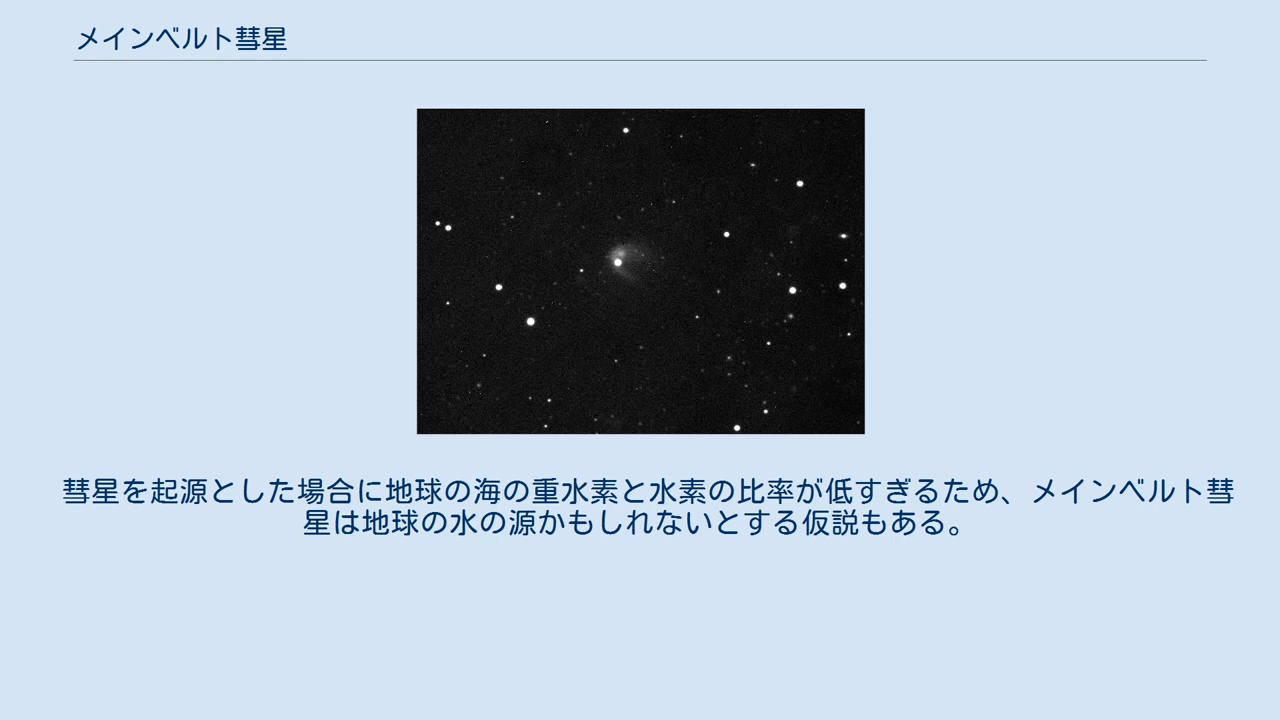 メインベルト彗星
彗星を起源とした場合に地球の海の重水素と水素の比率が低すぎるため、メインベルト彗
星は地球の水の源かもしれないとする仮説もある。